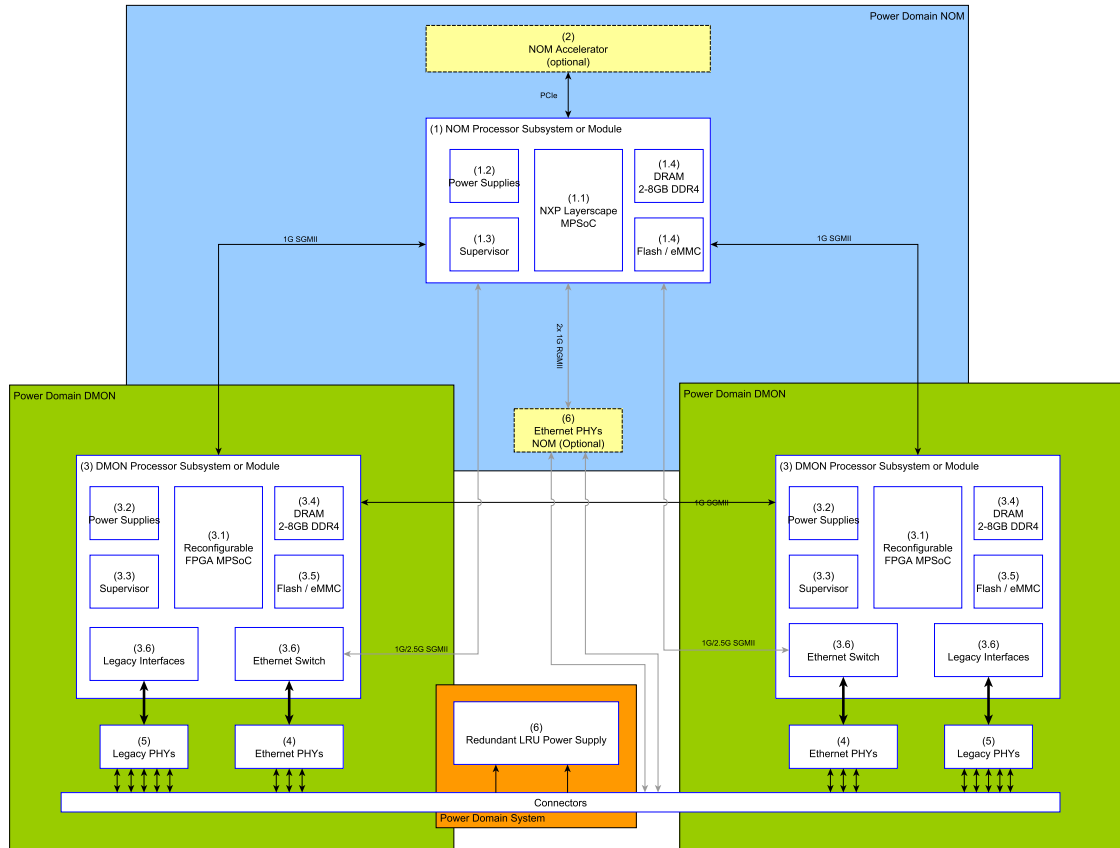 Power Domain NOM
(2)
NOM Accelerator
(optional)
PCIe
(1) NOM Processor Subsystem or Module
(1.2)
Power Supplies
(1.1)
NXP Layerscape
MPSoC
(1.4)
DRAM
2-8GB DDR4
(1.3)
Supervisor
(1.4)
Flash / eMMC
1G SGMII
1G SGMII
2x 1G RGMII
Power Domain DMON
Power Domain DMON
(6)
Ethernet PHYs
NOM (Optional)
(3) DMON Processor Subsystem or Module
(3.2)
Power Supplies
(3.1)
Reconfigurable
FPGA MPSoC
(3.4)
DRAM
2-8GB DDR4
(3.3)
Supervisor
(3.5)
Flash / eMMC
(3.6)
Legacy Interfaces
(3.6)
Ethernet Switch
1G SGMII
1G/2.5G SGMII
1G/2.5G SGMII
(3) DMON Processor Subsystem or Module
(3.2)
Power Supplies
(3.1)
Reconfigurable
FPGA MPSoC
(3.4)
DRAM
2-8GB DDR4
(3.3)
Supervisor
(3.5)
Flash / eMMC
(3.6)
Ethernet Switch
(3.6)
Legacy Interfaces
(5)
Legacy PHYs
(4)
Ethernet PHYs
(6)
Redundant LRU Power Supply
(4)
Ethernet PHYs
(5)
Legacy PHYs
Connectors
Power Domain System